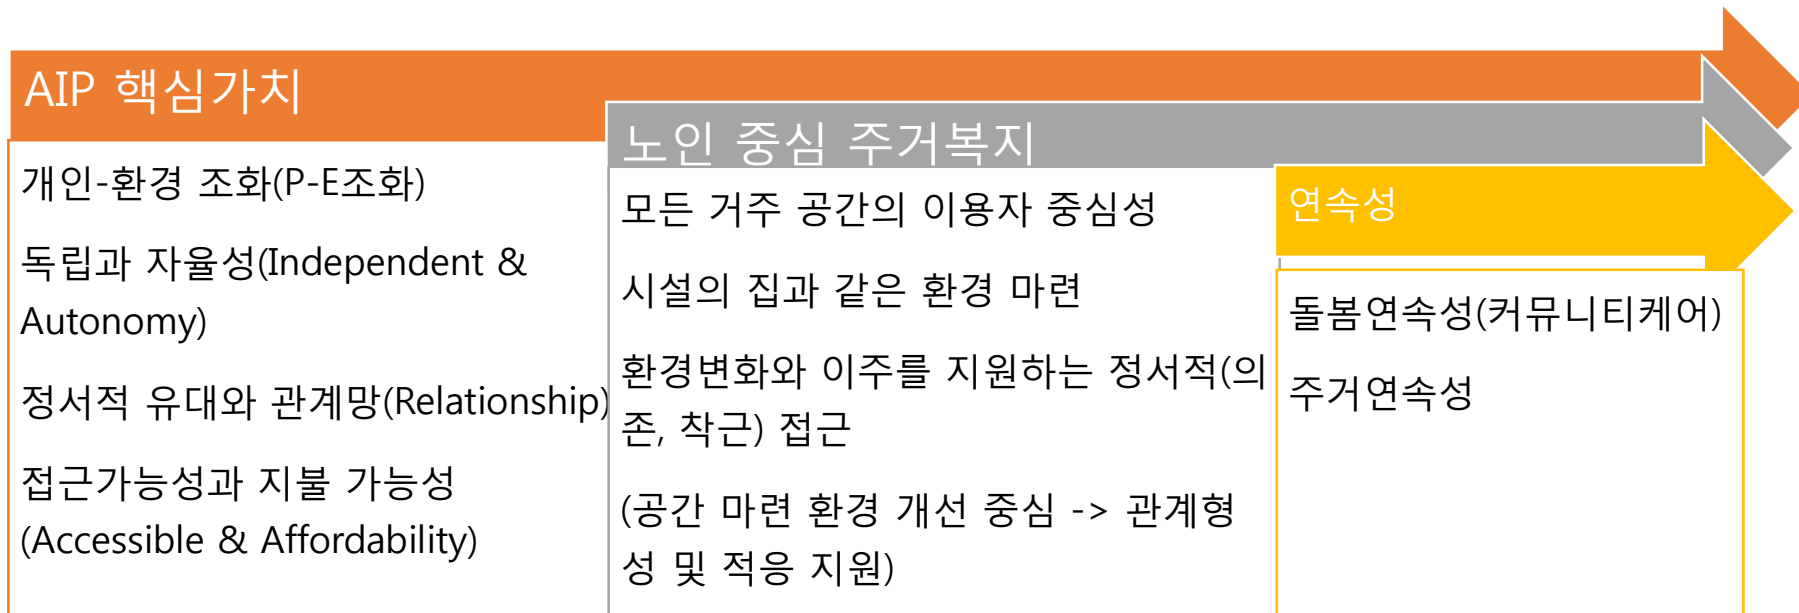 AIP 핵심가치
개인-환경 조화(P-E조화)
독립과 자율성(Independent &
Autonomy)
정서적 유대와 관계망(Relationship)
접근가능성과 지불 가능성
(Accessible & Affordability)
노인 중심 주거복지
모든 거주 공간의 이용자 중심성
시설의 집과 같은 환경 마련
환경변화와 이주를 지원하는 정서적(의
존, 착근) 접근
(공간 마련 환경 개선 중심 -> 관계형
성 및 적응 지원)
연속성
돌봄연속성(커뮤니티케어)
주거연속성